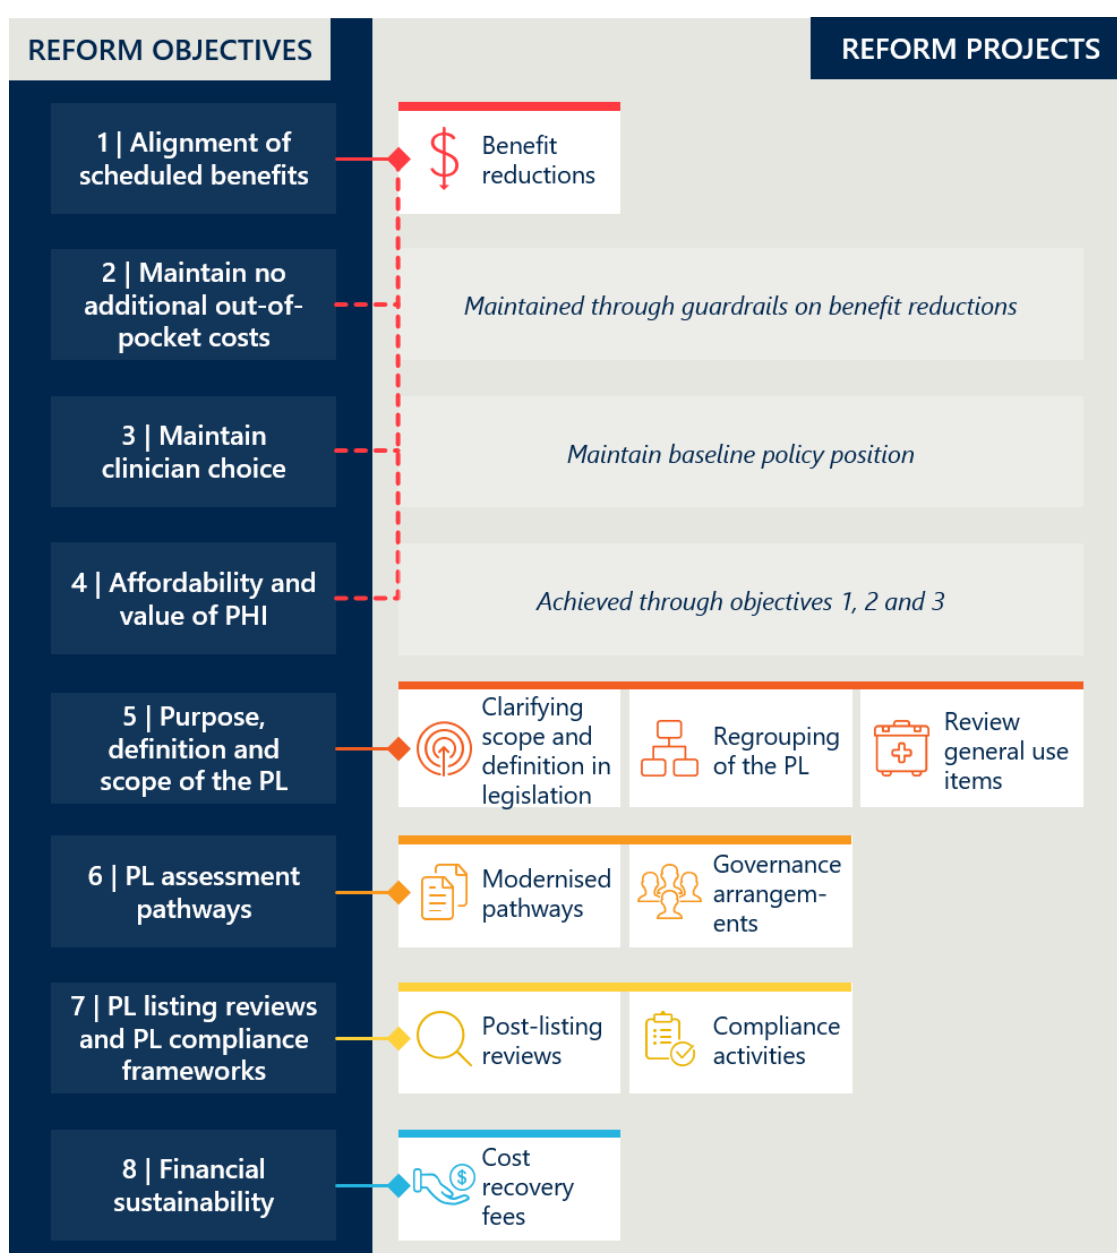 REFORM OBJECTIVES
REFORM PROJECTS
1 | Alignment of
scheduled benefits
Benefit
reductions
2 | Maintain no
additional out-of-
pocket costs
Maintained through guardrails on benefit reductions
3 | Maintain
clinician choice
Maintain baseline policy position
4 | Affordability and
value of PHI
Achieved through objectives 1, 2 and 3
5 | Purpose,
definition and
scope of the PL
Clarifying
scope and
definition in
legislation
Regrouping
of the PL
Review
general use
items
6 | PL assessment
pathways
Modernised
pathways
Governance
arrangem-
ents
7 | PL listing reviews
and PL compliance
frameworks
Post-listing
reviews
Compliance
activities
8 | Financial
sustainability
$
Cost
recovery
fees